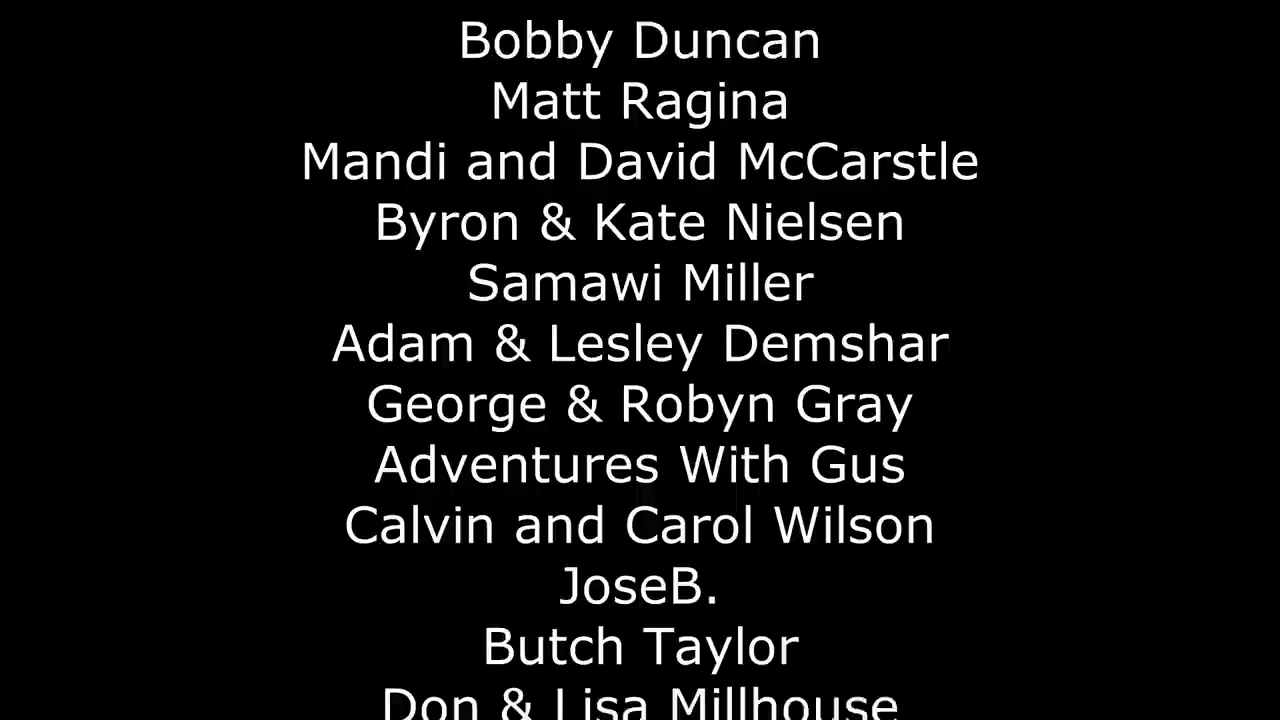 Bobby Duncan
Matt Ragina
Mandi and David McCarstle
Byron & Kate Nielsen
Samawi Miller
Adam & Lesley Demshar
George & Robyn Gray
Adventures With Gus
Calvin and Carol Wilson
JoseB.
Butch Taylor
Don & Lisa Millhouse